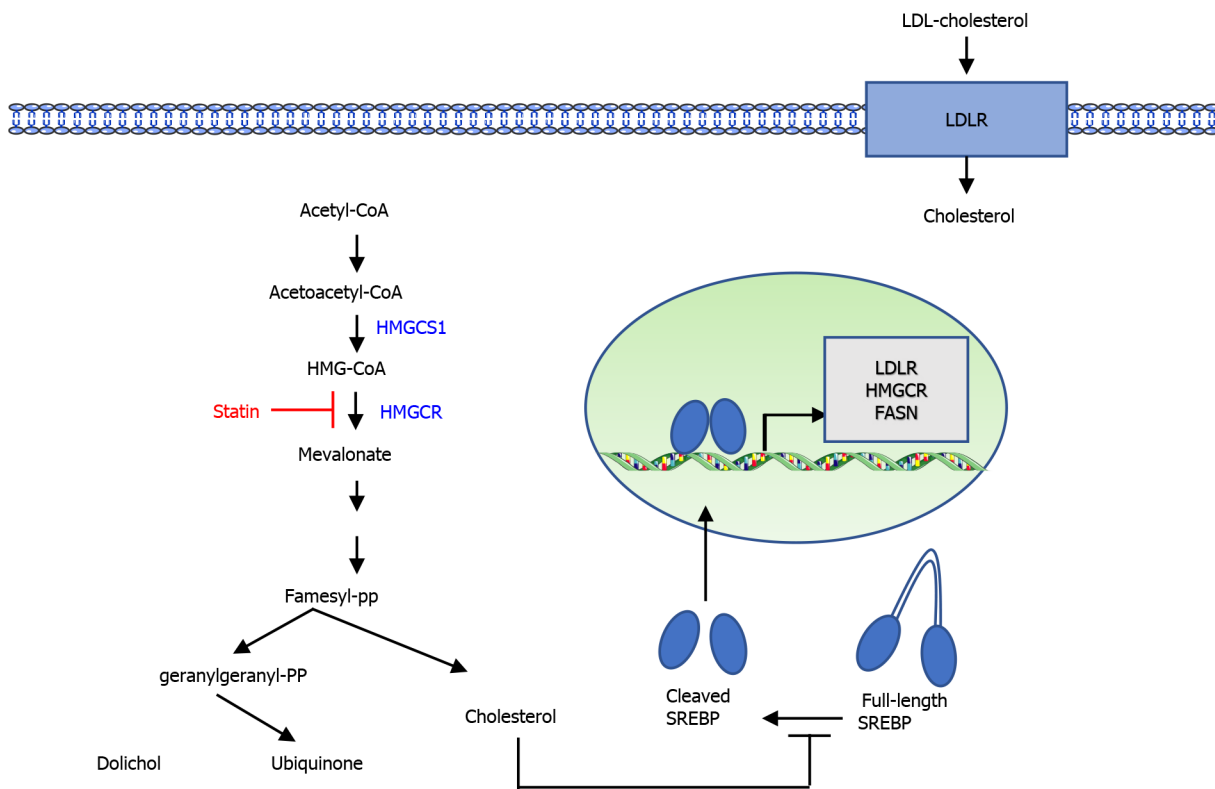 LDL-cholesterol
LDLR
Cholesterol
Acetyl-CoA
Acetoacetyl-CoA
HMGCS1
HMG-CoA
Statin
HMGCR
Mevalonate
LDLR
HMGCR
FASN
Famesyl-pp
geranylgeranyl-PP
Dolichol
Ubiquinone
Cholesterol
Cleaved
SREBP
Full-length
SREBP